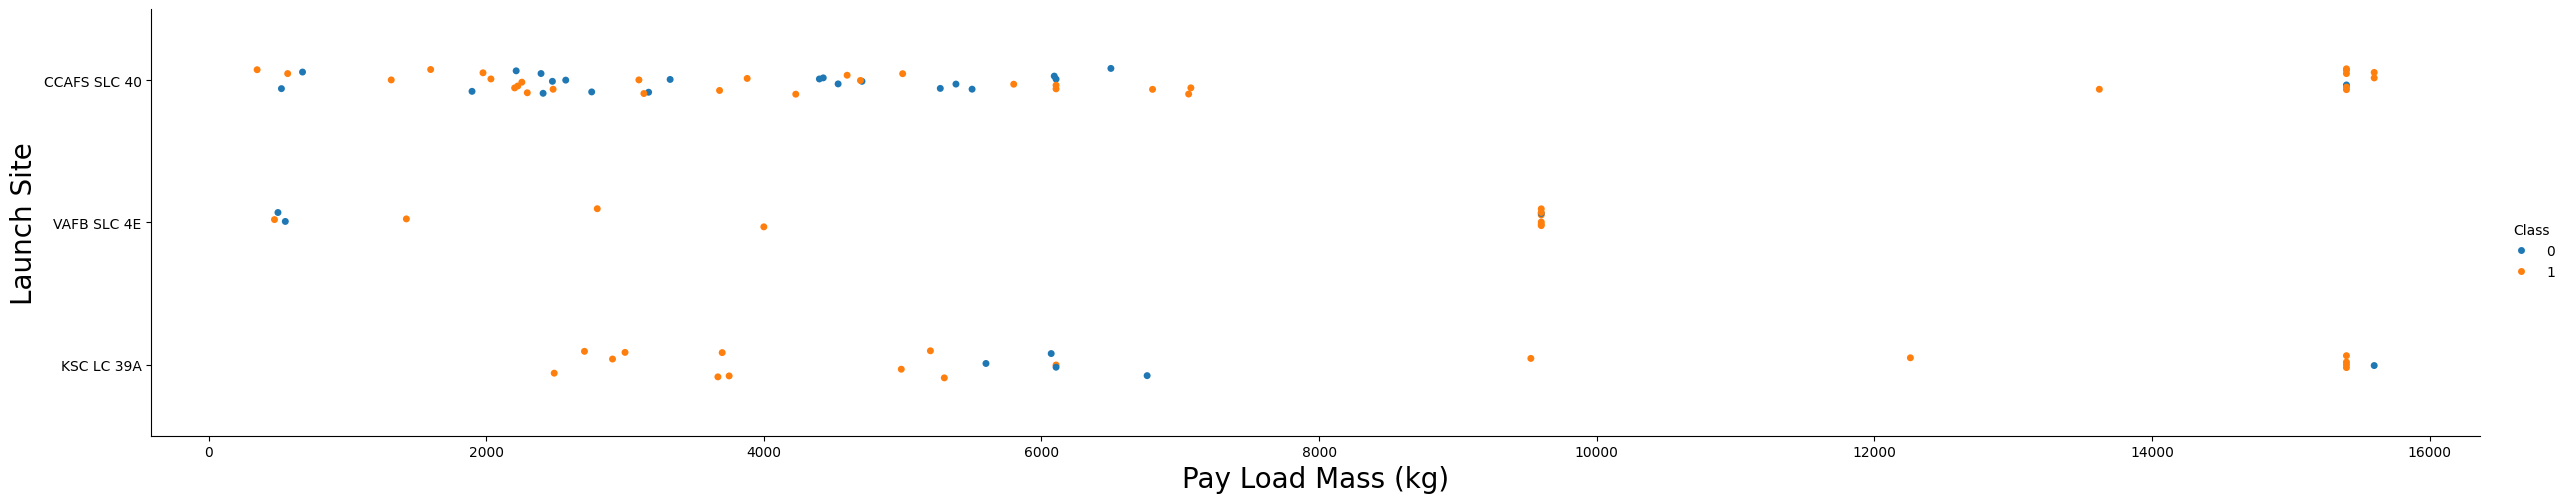 CCAFS SLC 40
VAFB SLC 4E
KSC LC 39A
Launch Site
0 2000 4000 6000 8000 10000 12000 14000 16000
Pay Load Mass (kg)
Class
0
1